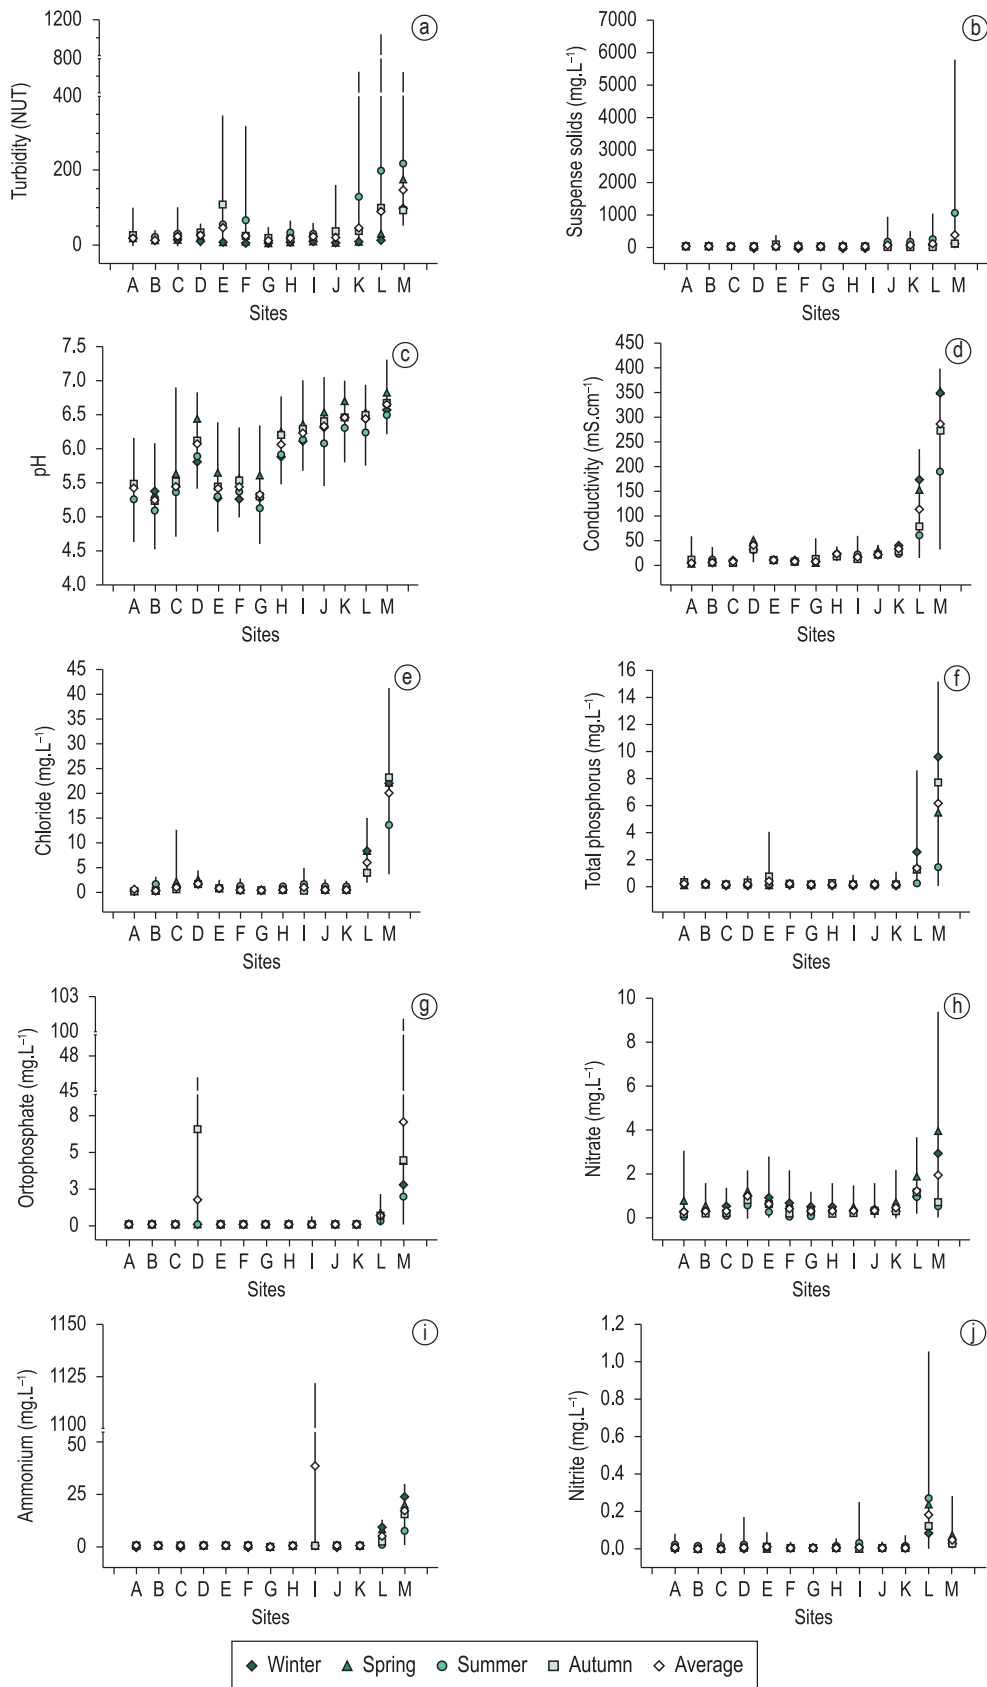 a
1200
800
400
200
0
Turbidity (NUT)
A B C D E F G H I J K L M
Sites
b
7000
6000
5000
4000
3000
2000
1000
0
Suspense solids (mg.L⁻¹)
A B C D E F G H I J K L M
Sites
c
7.5
7.0
6.5
6.0
5.5
5.0
4.5
4.0
pH
A B C D E F G H I J K L M
Sites
d
450
400
350
300
250
200
150
100
50
0
Conductivity (mS.cm⁻¹)
A B C D E F G H I J K L M
Sites
e
45
40
35
30
25
20
15
10
5
0
Chloride (mg.L⁻¹)
A B C D E F G H I J K L M
Sites
f
16
14
12
10
8
6
4
2
0
Total phosphorus (mg.L⁻¹)
A B C D E F G H I J K L M
Sites
g
103
100
48
45
8
5
3
0
Ortophosphate (mg.L⁻¹)
A B C D E F G H I J K L M
Sites
h
10
8
6
4
2
0
Nitrate (mg.L⁻¹)
A B C D E F G H I J K L M
Sites
i
1150
1125
1100
50
25
0
Ammonium (mg.L⁻¹)
A B C D E F G H I J K L M
Sites
j
1.2
1.0
0.8
0.6
0.4
0.2
0.0
Nitrite (mg.L⁻¹)
A B C D E F G H I J K L M
Sites
Winter Spring Summer Autumn Average